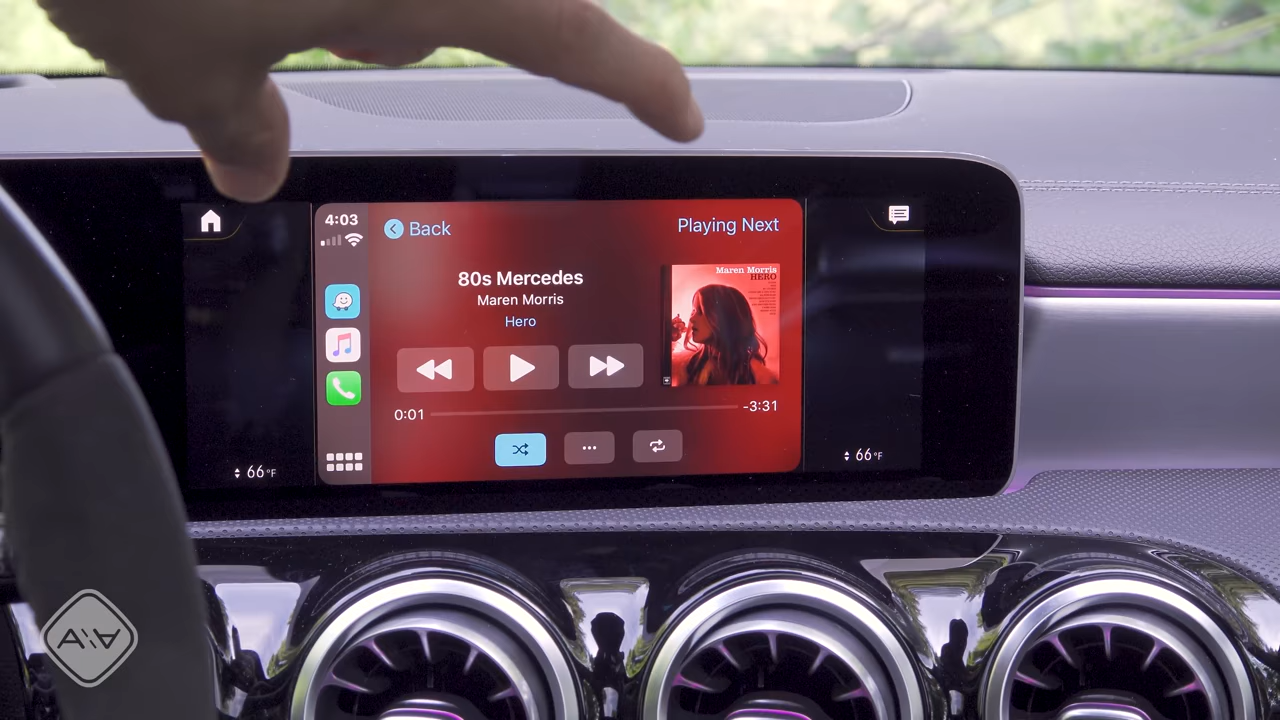 4:03
Back
Playing Next
80s Mercedes
Maren Morris
Hero
Maren Morris
HERO
0:01
-3:31
66°F
66°F